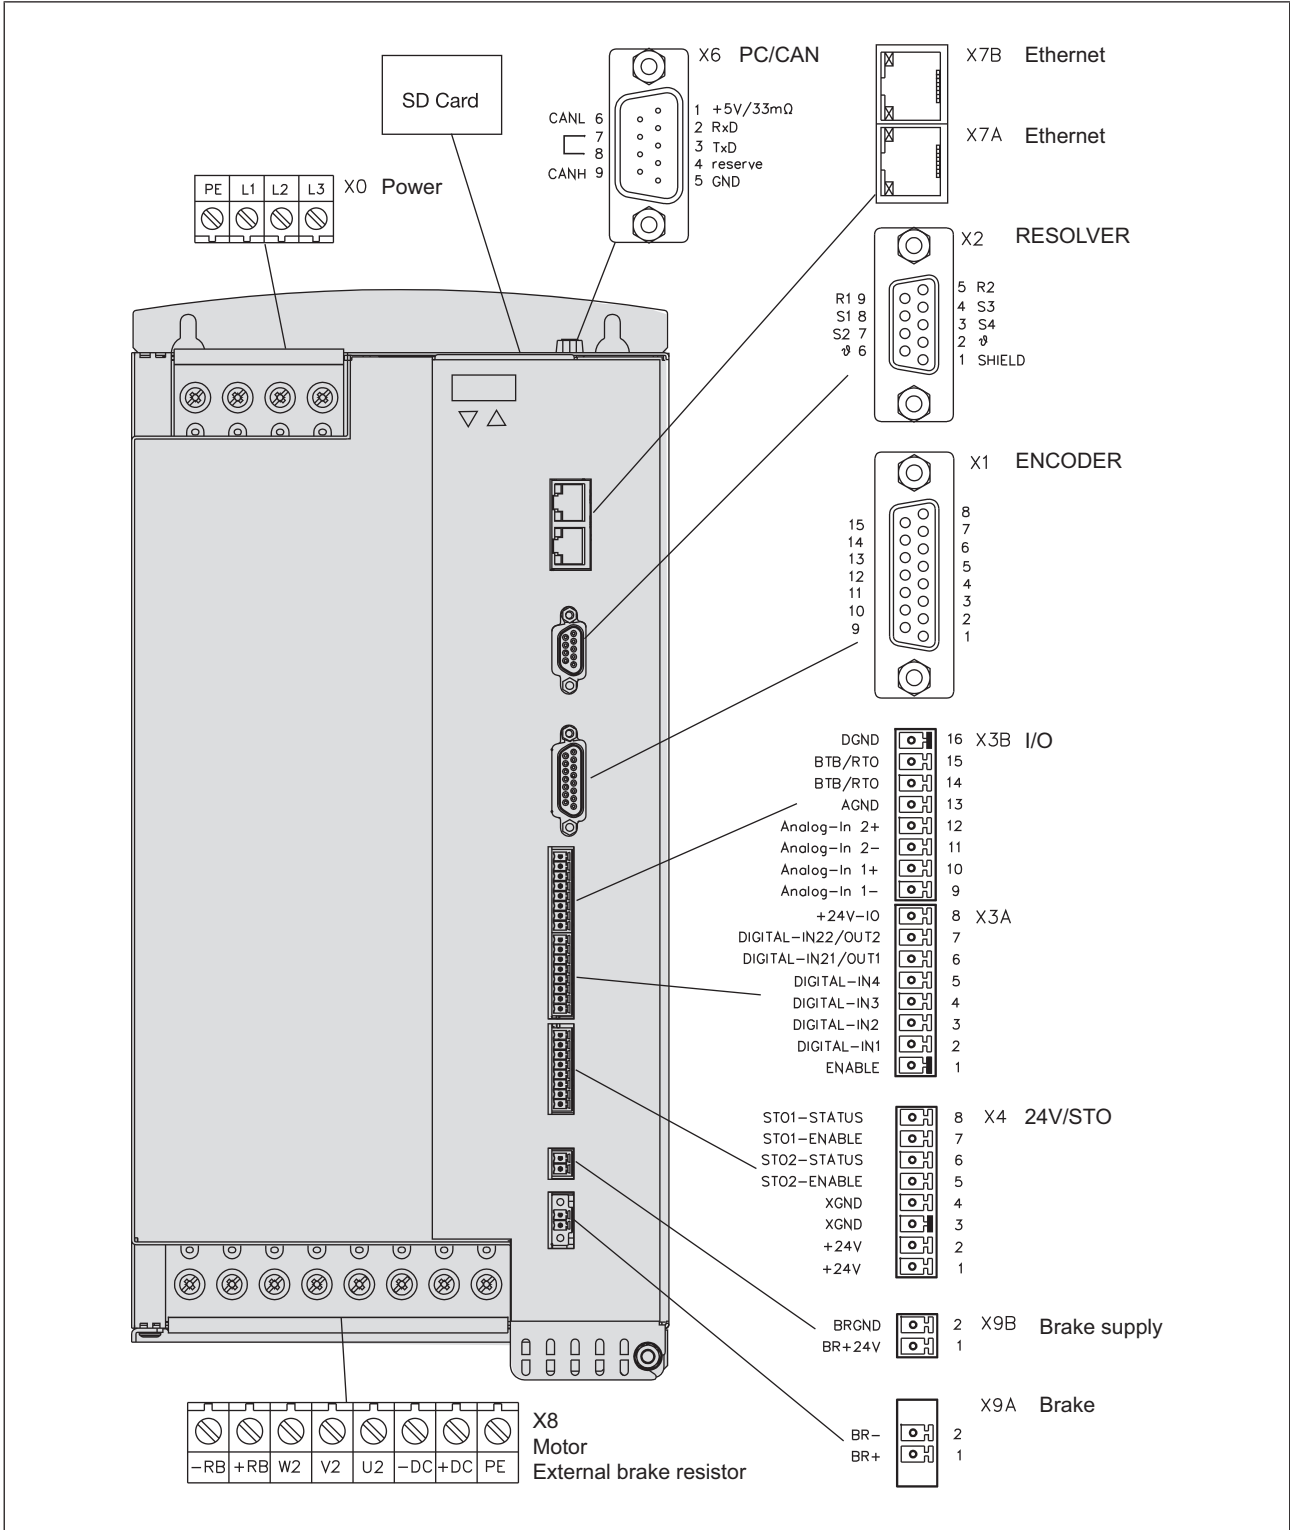 SD Card
X6 PC/CAN
CANL 6
7
8
CANH 9
1 +5V/33mΩ
2 RxD
3 TxD
4 reserve
5 GND
X7B Ethernet
X7A Ethernet
PE L1 L2 L3 X0 Power
X2 RESOLVER
R1 9
S1 8
S2 7
ϑ 6
5 R2
4 S3
3 S4
2 ϑ
1 SHIELD
X1 ENCODER
15
14
13
12
11
10
9
8
7
6
5
4
3
2
1
DGND 16 X3B I/O
BTB/RTO 15
BTB/RTO 14
AGND 13
Analog-In 2+ 12
Analog-In 2- 11
Analog-In 1+ 10
Analog-In 1- 9
+24V-IO 8 X3A
DIGITAL-IN22/OUT2 7
DIGITAL-IN21/OUT1 6
DIGITAL-IN4 5
DIGITAL-IN3 4
DIGITAL-IN2 3
DIGITAL-IN1 2
ENABLE 1
STO1-STATUS 8 X4 24V/STO
STO1-ENABLE 7
STO2-STATUS 6
STO2-ENABLE 5
XGND 4
XGND 3
+24V 2
+24V 1
BRGND 2 X9B Brake supply
BR+24V 1
X9A Brake
BR- 2
BR+ 1
-RB +RB W2 V2 U2 -DC +DC PE
X8
Motor
External brake resistor